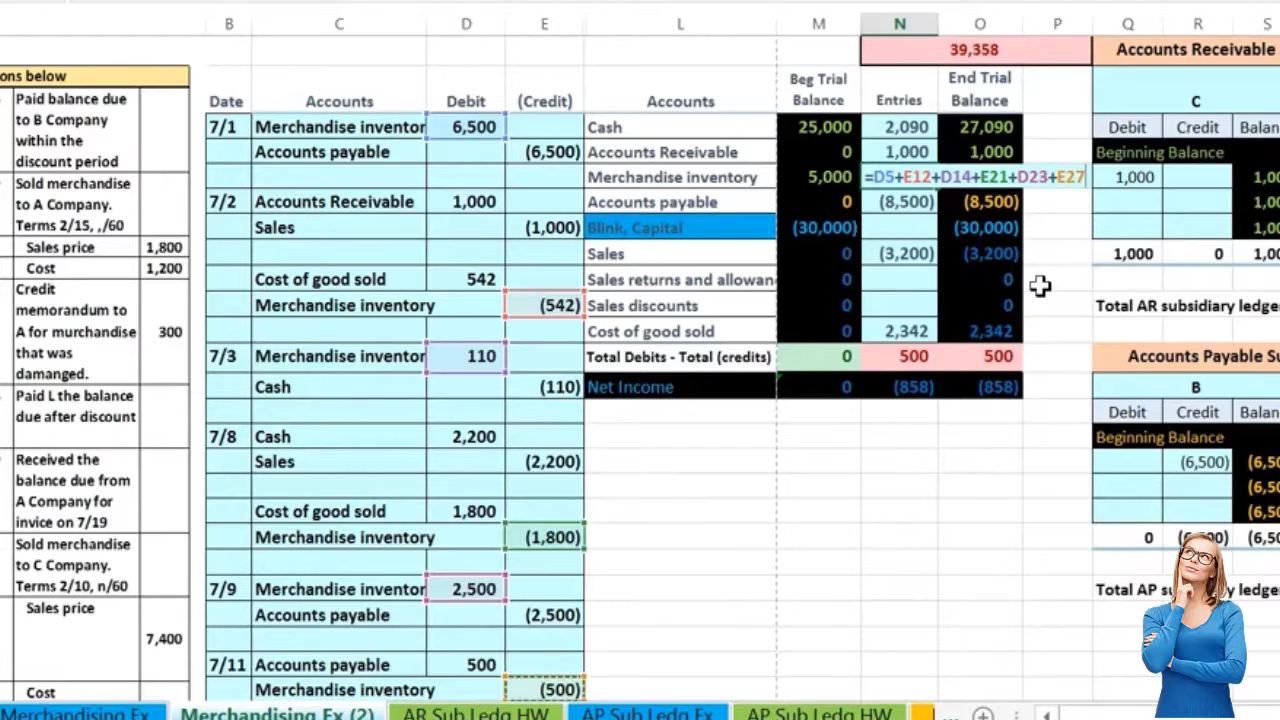 B C D E L M N O P Q R S
39,358 Accounts Receivable
ons below
Beg Trial End Trial
Balance Entries Balance
Date Accounts Debit (Credit) Accounts
C
Debit Credit Balan
Paid balance due
to B Company
within the
discount period
Sold merchandise
to A Company.
Terms 2/15, ,/60
Sales price 1,800
Cost 1,200
Credit
memorandum to
A for murchandise 300
that was
damanged.
Paid L the balance
due after discount
Received the
balance due from
A Company for
invice on 7/19
Sold merchandise
to C Company.
Terms 2/10, n/60
Sales price
7,400
Cost
7/1 Merchandise inventor 6,500
Accounts payable (6,500)
7/2 Accounts Receivable 1,000
Sales (1,000)
Cost of good sold 542
Merchandise inventory (542)
7/3 Merchandise inventor 110
Cash (110)
7/8 Cash 2,200
Sales (2,200)
Cost of good sold 1,800
Merchandise inventory (1,800)
7/9 Merchandise inventor 2,500
Accounts payable (2,500)
7/11 Accounts payable 500
Merchandise inventory (500)
Cash 25,000 2,090 27,090
Accounts Receivable 0 1,000 1,000
Merchandise inventory 5,000 =D5+E12+D14+E21+D23+E27
Accounts payable 0 (8,500) (8,500)
Blink, Capital (30,000) (30,000)
Sales 0 (3,200) (3,200)
Sales returns and allowan 0 0
Sales discounts 0 0
Cost of good sold 0 2,342 2,342
Total Debits - Total (credits) 0 500 500
Net Income 0 (858) (858)
Beginning Balance
1,000 1,00
1,00
1,00
1,000 0 1,00
Total AR subsidiary ledge
Accounts Payable Su
B
Debit Credit Balan
Beginning Balance
(6,500) (6,50
(6,50
(6,50
0 (6,50
Total AP ledge
Merchandising Ex Merchandising Ex (2) AR Sub Ledg HW AP Sub Ledg Ex AP Sub Ledg HW ...